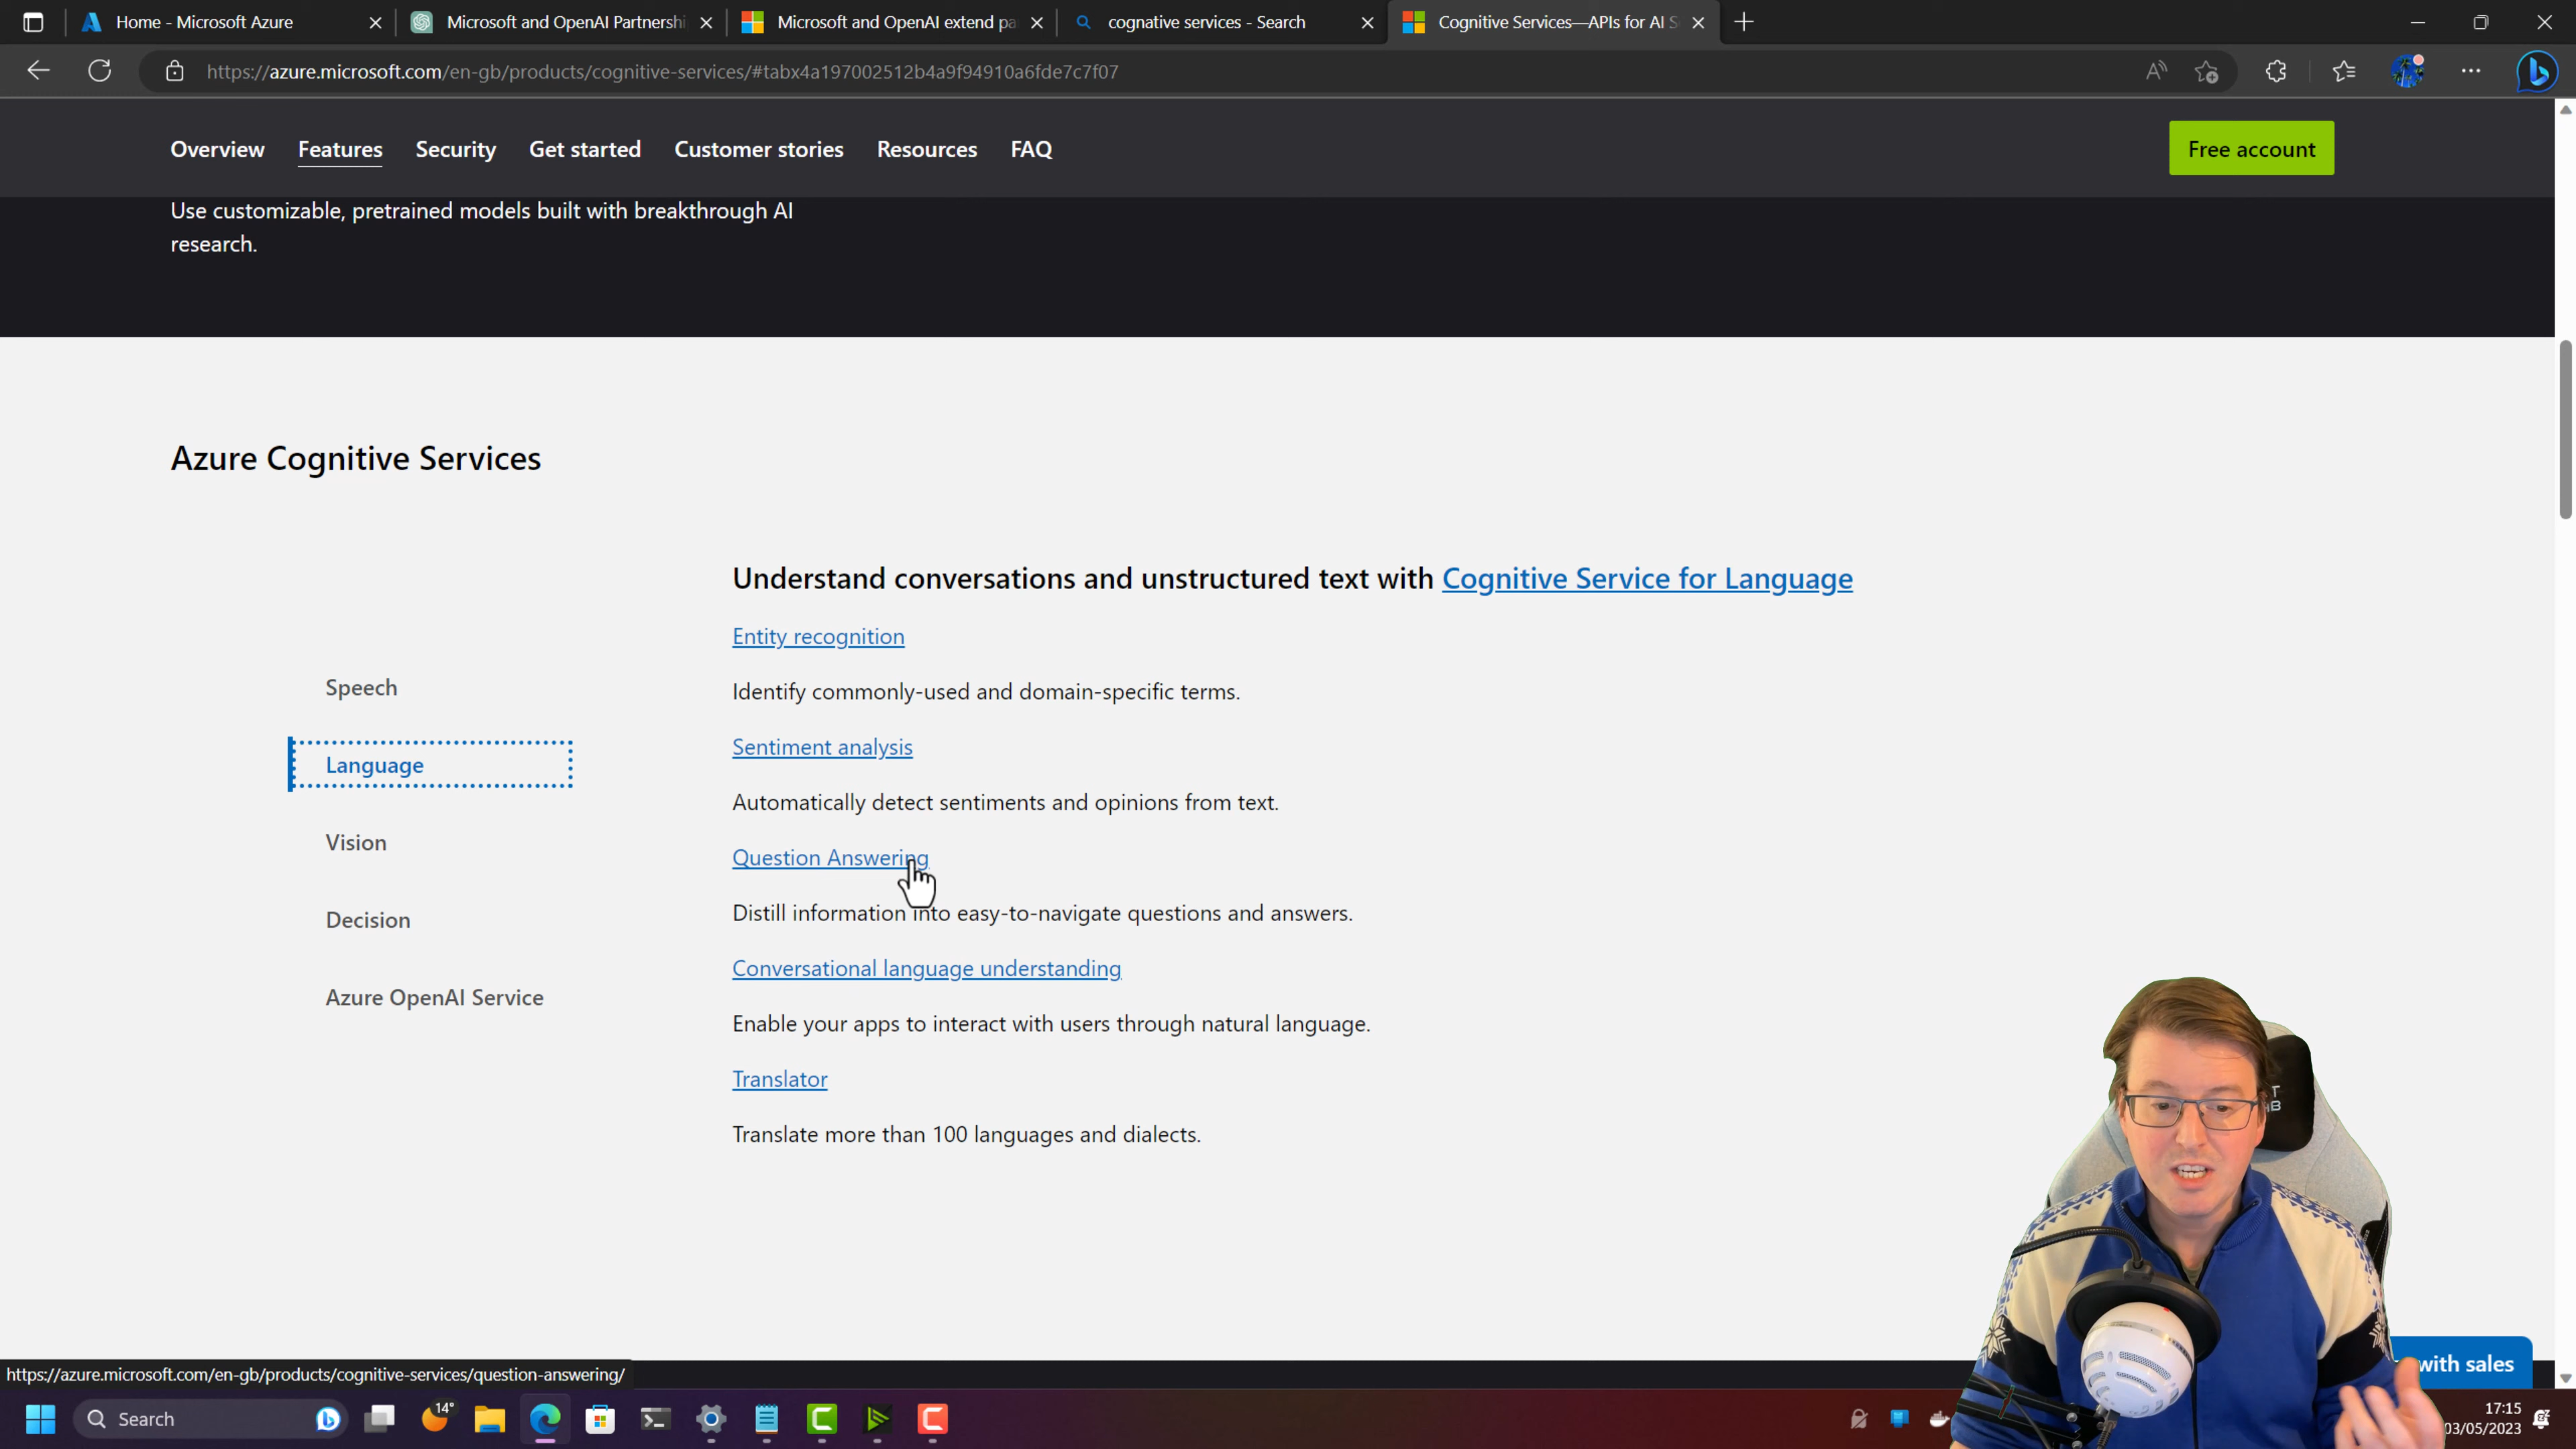 Home - Microsoft Azure
Microsoft and OpenAI Partnershi
Microsoft and OpenAI extend pa
cognative services - Search
Cognitive Services—APIs for AI S
https://azure.microsoft.com/en-gb/products/cognitive-services/#tabx4a197002512b4a9f94910a6fde7c7f07
Overview Features Security Get started Customer stories Resources FAQ
Free account
Use customizable, pretrained models built with breakthrough AI
research.
Azure Cognitive Services
Speech
Language
Vision
Decision
Azure OpenAI Service
Understand conversations and unstructured text with Cognitive Service for Language
Entity recognition
Identify commonly-used and domain-specific terms.
Sentiment analysis
Automatically detect sentiments and opinions from text.
Question Answering
Distill information into easy-to-navigate questions and answers.
Conversational language understanding
Enable your apps to interact with users through natural language.
Translator
Translate more than 100 languages and dialects.
with sales
https://azure.microsoft.com/en-gb/products/cognitive-services/question-answering/
Search
14°
17:15
03/05/2023